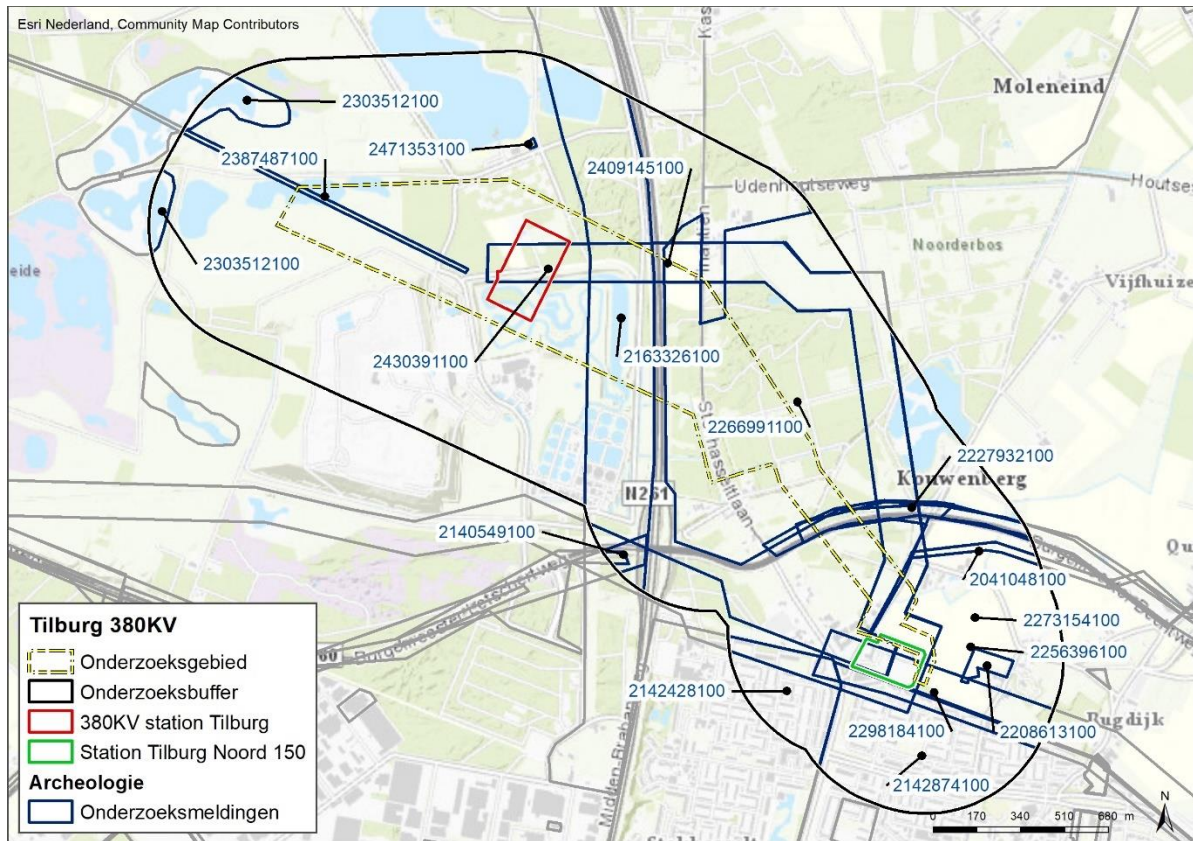 Esri Nederland, Community Map Contributors
Moleneind
2303512100
2471353100
2387487100
2409145100
Udenhoutseweg
Noorderbos
Vijfhuize
eide
2303512100
2430391100
2163326100
2266991100
2227932100
Kouwenberg
N261
2140549100
2041048100
2273154100
2256396100
2142428100
Rugdijk
2298184100
2208613100
2142874100
Tilburg 380KV
Onderzoeksgebied
Onderzoeksbuffer
380KV station Tilburg
Station Tilburg Noord 150
Archeologie
Onderzoeksmeldingen
N
0 170 340 510 680 m